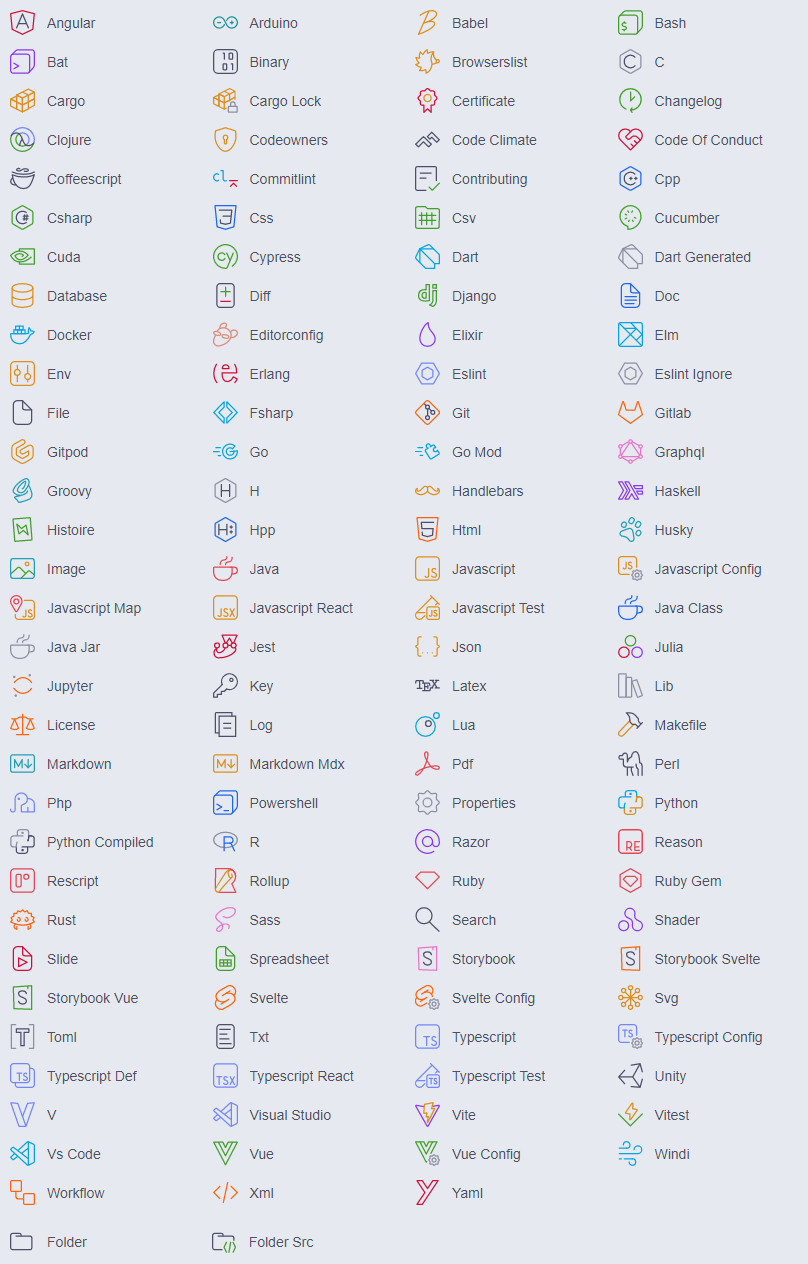 Angular Arduino Babel Bash
Bat Binary Browserslist C
Cargo Cargo Lock Certificate Changelog
Clojure Codeowners Code Climate Code Of Conduct
Coffeescript Commitlint Contributing Cpp
Csharp Css Csv Cucumber
Cuda Cypress Dart Dart Generated
Database Diff Django Doc
Docker Editorconfig Elixir Elm
Env Erlang Eslint Eslint Ignore
File Fsharp Git Gitlab
Gitpod Go Go Mod Graphql
Groovy H Handlebars Haskell
Histoire Hpp Html Husky
Image Java Javascript Javascript Config
Javascript Map Javascript React Javascript Test Java Class
Java Jar Jest Json Julia
Jupyter Key Latex Lib
License Log Lua Makefile
Markdown Markdown Mdx Pdf Perl
Php Powershell Properties Python
Python Compiled R Razor Reason
Rescript Rollup Ruby Ruby Gem
Rust Sass Search Shader
Slide Spreadsheet Storybook Storybook Svelte
Storybook Vue Svelte Svelte Config Svg
Toml Txt Typescript Typescript Config
Typescript Def Typescript React Typescript Test Unity
V Visual Studio Vite Vitest
Vs Code Vue Vue Config Windi
Workflow Xml Yaml
Folder Folder Src